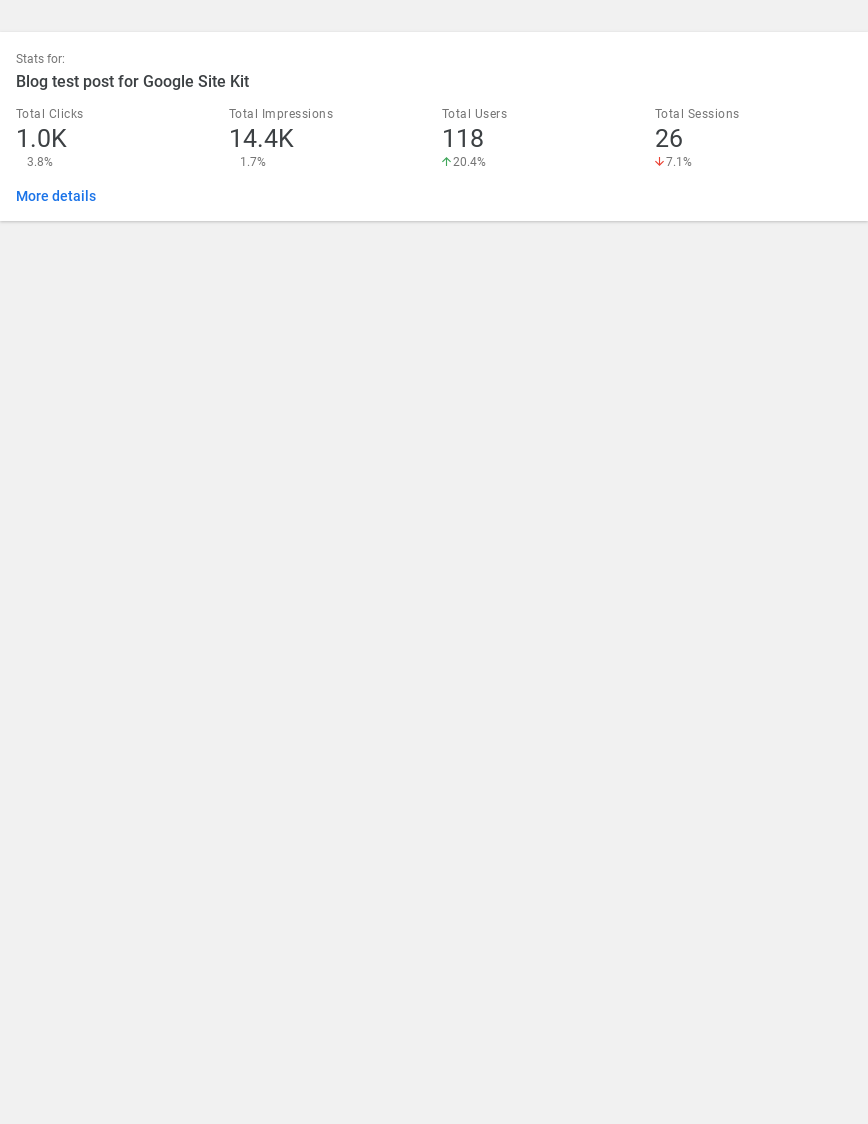 Stats for:
Blog test post for Google Site Kit
Total Clicks
1.0K
3.8%
Total Impressions
14.4K
1.7%
Total Users
118
20.4%
Total Sessions
26
7.1%
More details